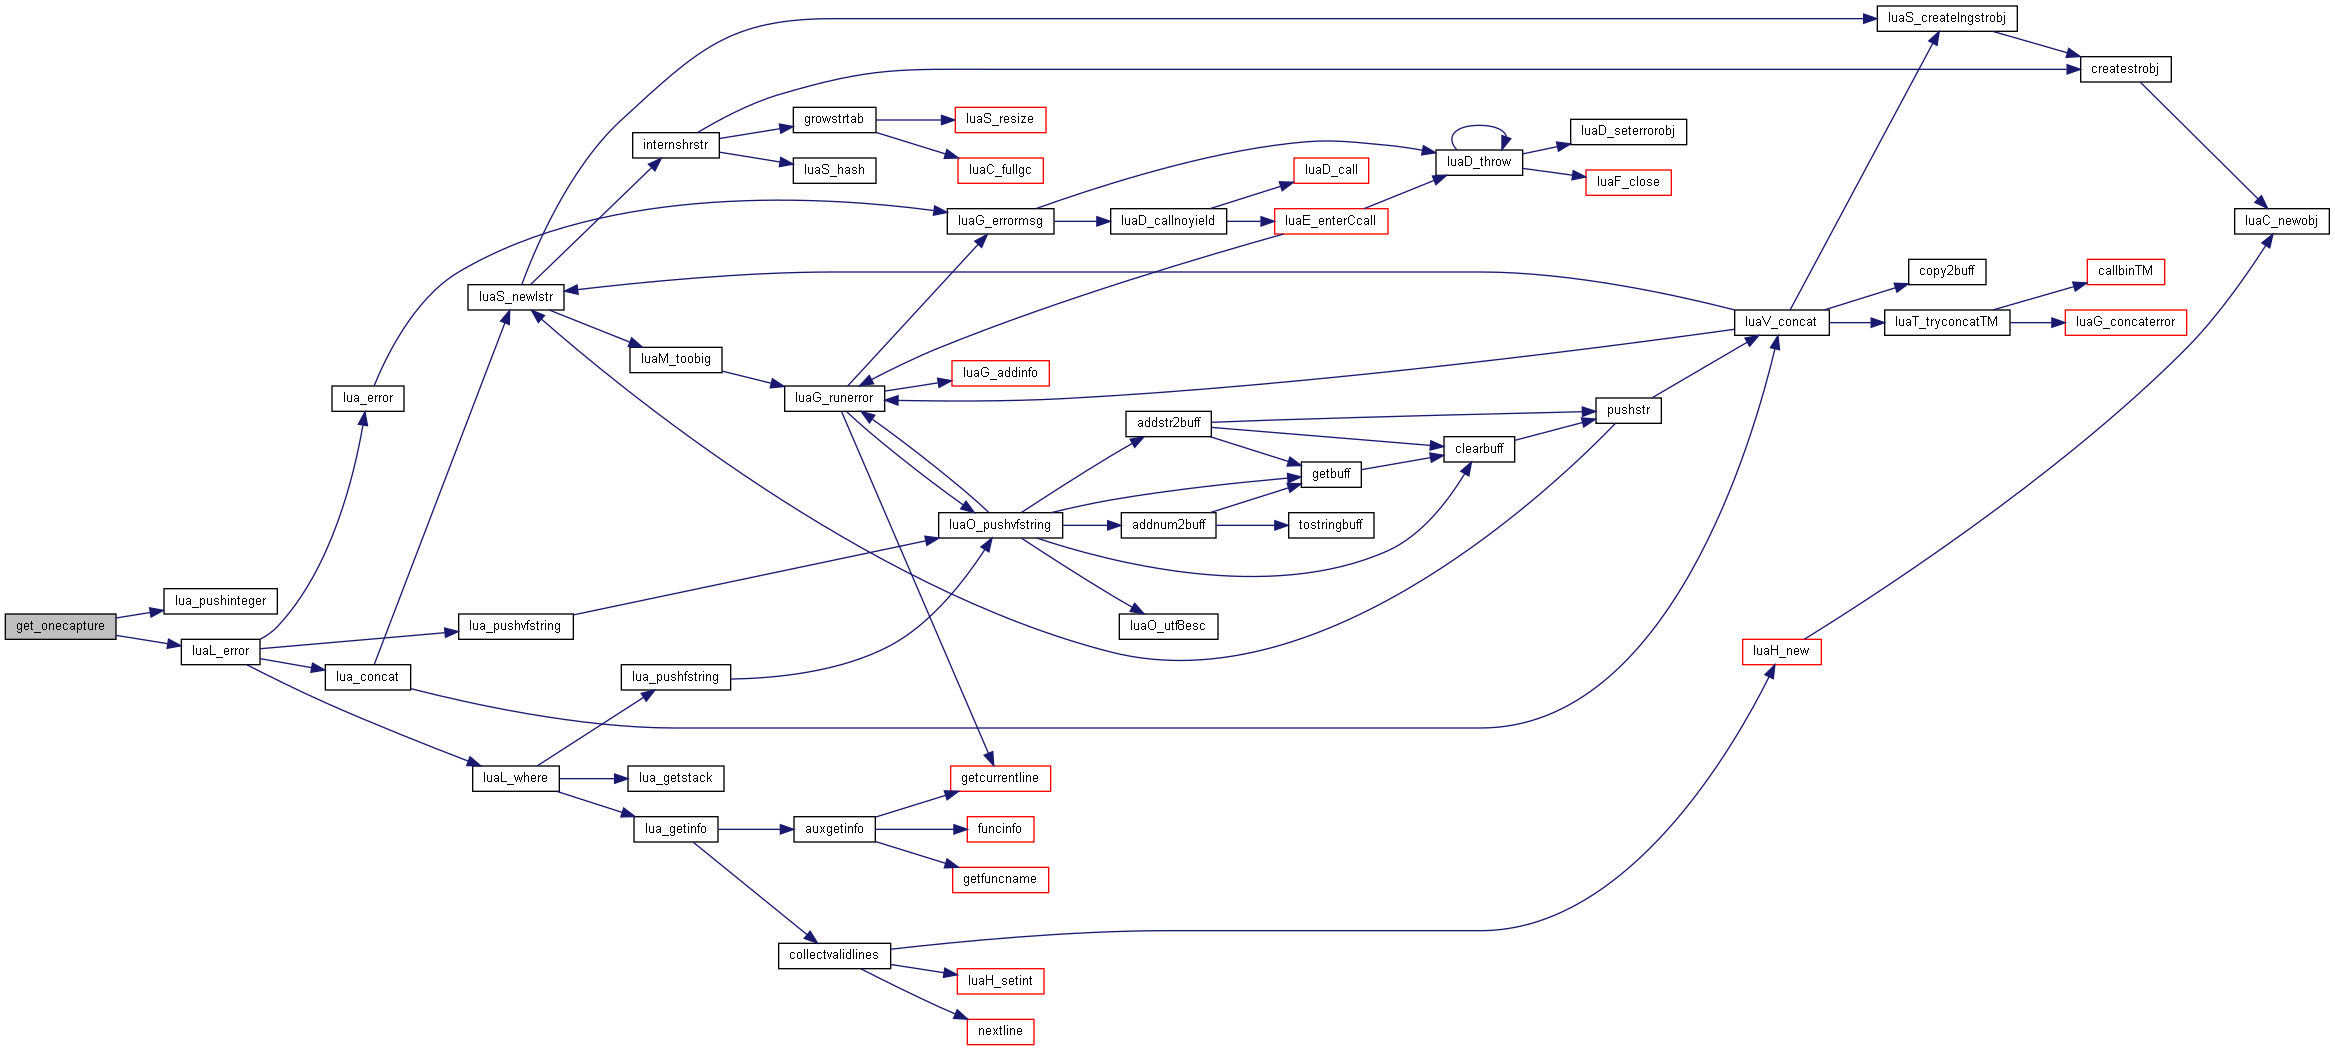 luaS_createlngstrobj
createstrobj
growstrtab
luaS_resize
luaD_seterrorobj
internshrstr
luaD_throw
luaS_hash
luaC_fullgc
luaD_call
luaF_close
luaG_errormsg
luaD_callnoyield
luaE_enterCcall
luaC_newobj
copy2buff
callbinTM
luaS_newlstr
luaV_concat
luaT_tryconcatTM
luaG_concaterror
luaM_toobig
luaG_addinfo
lua_error
luaG_runerror
addstr2buff
pushstr
clearbuff
getbuff
luaO_pushvfstring
addnum2buff
tostringbuff
lua_pushinteger
get_onecapture
lua_pushvfstring
luaO_utf8esc
luaL_error
luaH_new
lua_concat
lua_pushfstring
luaL_where
lua_getstack
getcurrentline
lua_getinfo
auxgetinfo
funcinfo
getfuncname
collectvalidlines
luaH_setint
nextline